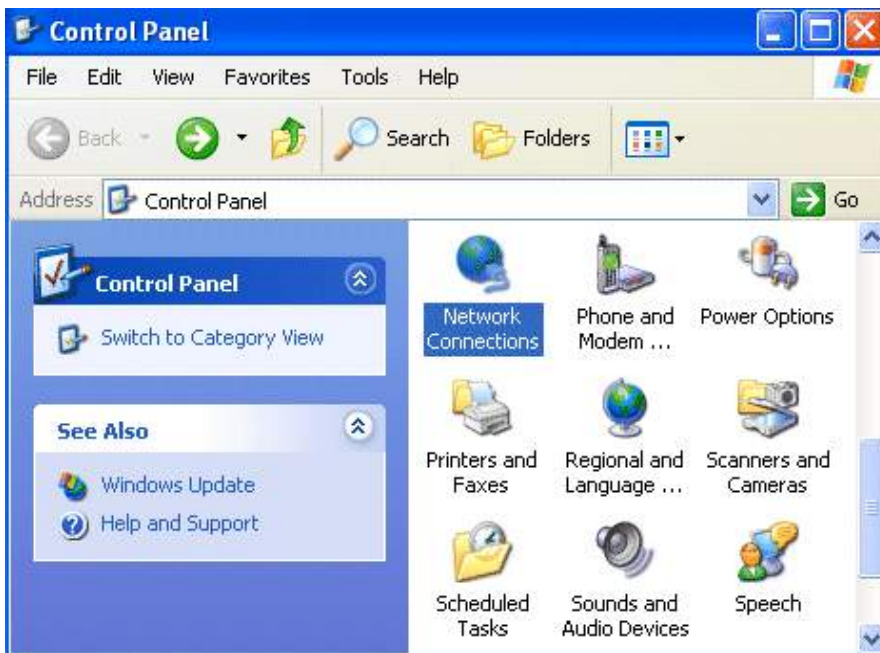 Control Panel
File Edit View Favorites Tools Help
Back Search Folders
Address Control Panel Go
Control Panel
Switch to Category View
See Also
Windows Update
Help and Support
Network Connections
Phone and Modem ...
Power Options
Printers and Faxes
Regional and Language ...
Scanners and Cameras
Scheduled Tasks
Sounds and Audio Devices
Speech